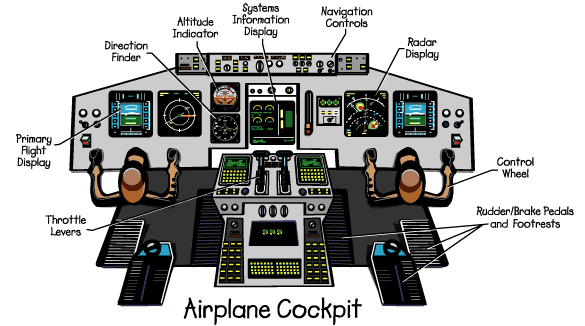 Systems
Information
Display
Navigation
Controls
Altitude
Indicator
Direction
Finder
Radar
Display
Primary
Flight
Display
Control
Wheel
Throttle
Levers
Rudder/Brake Pedals
and Footrests
Airplane Cockpit